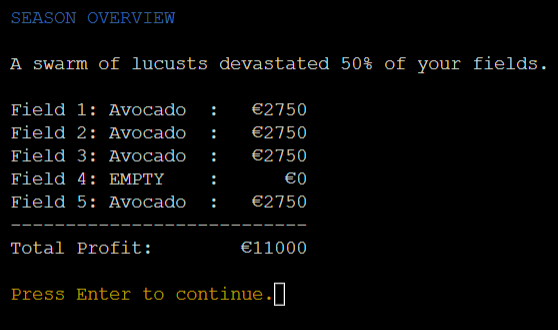 SEASON OVERVIEW
A swarm of lucusts devastated 50% of your fields.
Field 1: Avocado : €2750
Field 2: Avocado : €2750
Field 3: Avocado : €2750
Field 4: EMPTY : €0
Field 5: Avocado : €2750
---------------------------
Total Profit: €11000
Press Enter to continue.